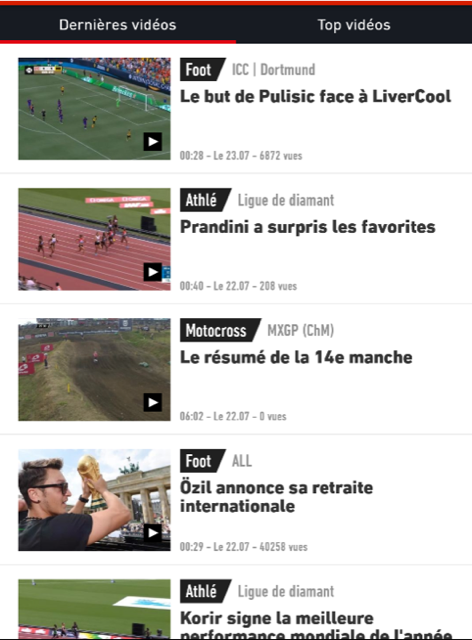 Dernières vidéos
Top vidéos
Foot ICC | Dortmund
Le but de Pulisic face à LiverCool
00:28 - Le 23.07 - 6872 vues
Athlé Ligue de diamant
Prandini a surpris les favorites
00:40 - Le 22.07 - 208 vues
Motocross MXGP (ChM)
Le résumé de la 14e manche
06:02 - Le 22.07 - 0 vues
Foot ALL
Özil annonce sa retraite
internationale
00:29 - Le 22.07 - 40258 vues
Athlé Ligue de diamant
Korir signe la meilleure
performance mondiale de l'année